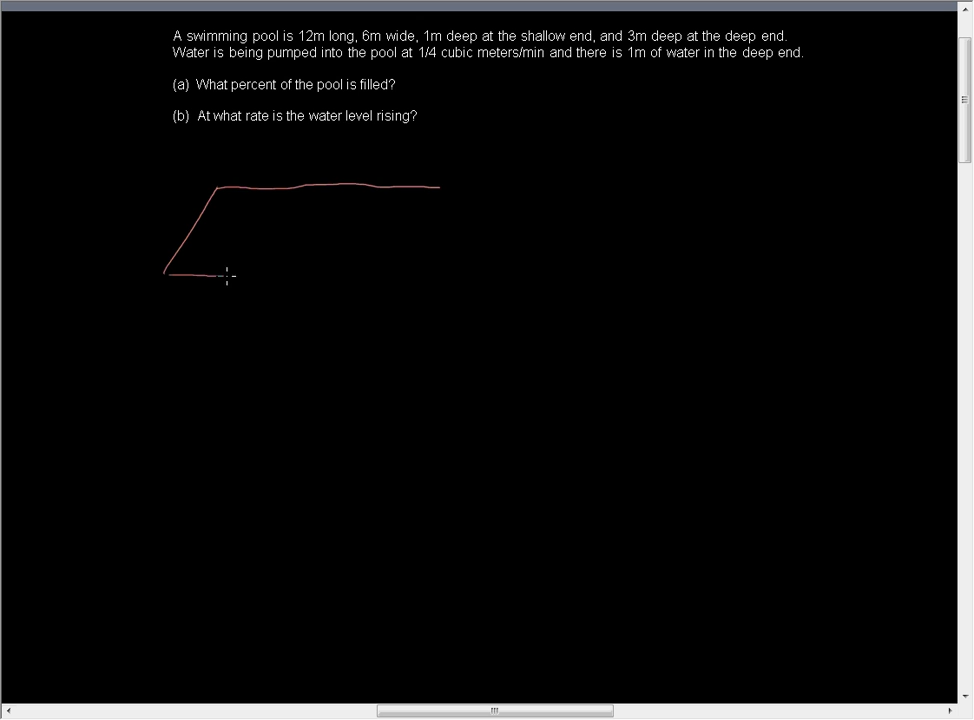 A swimming pool is 12m long, 6m wide, 1m deep at the shallow end, and 3m deep at the deep end.
Water is being pumped into the pool at 1/4 cubic meters/min and there is 1m of water in the deep end.
(a) What percent of the pool is filled?
(b) At what rate is the water level rising?